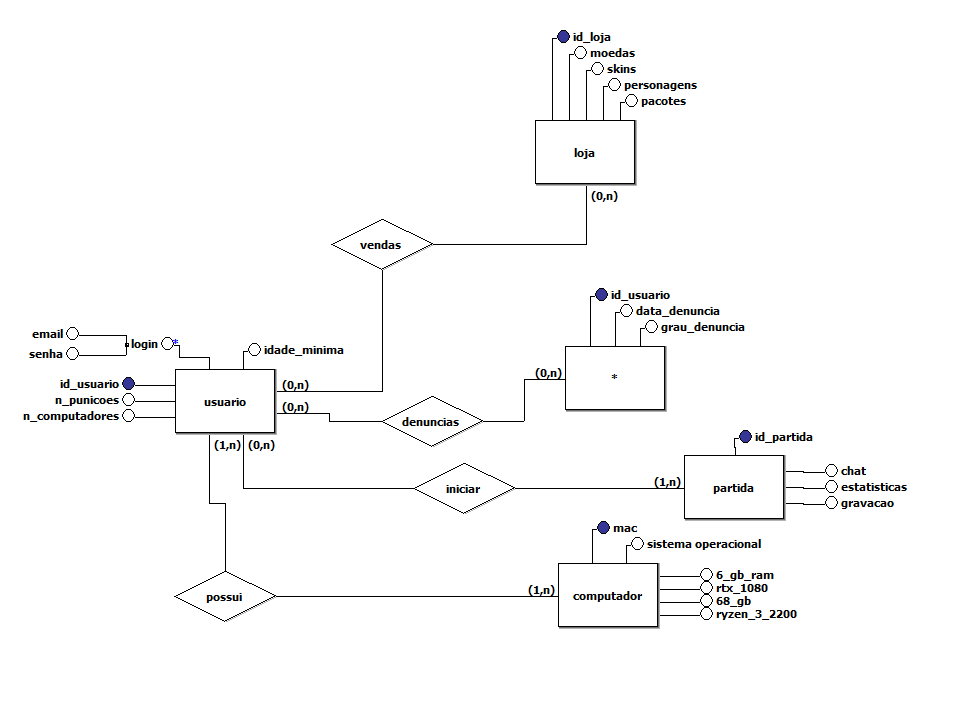 id_loja
moedas
skins
personagens
pacotes
loja
(0,n)
vendas
id_usuario
data_denuncia
grau_denuncia
*
(0,n)
email
senha
login *
idade_minima
id_usuario
n_punicoes
n_computadores
usuario
(0,n)
(0,n)
denuncias
(1,n) (0,n)
id_partida
chat
estatisticas
gravacao
partida
(1,n)
iniciar
mac
sistema operacional
6_gb_ram
rtx_1080
68_gb
ryzen_3_2200
computador
(1,n)
possui